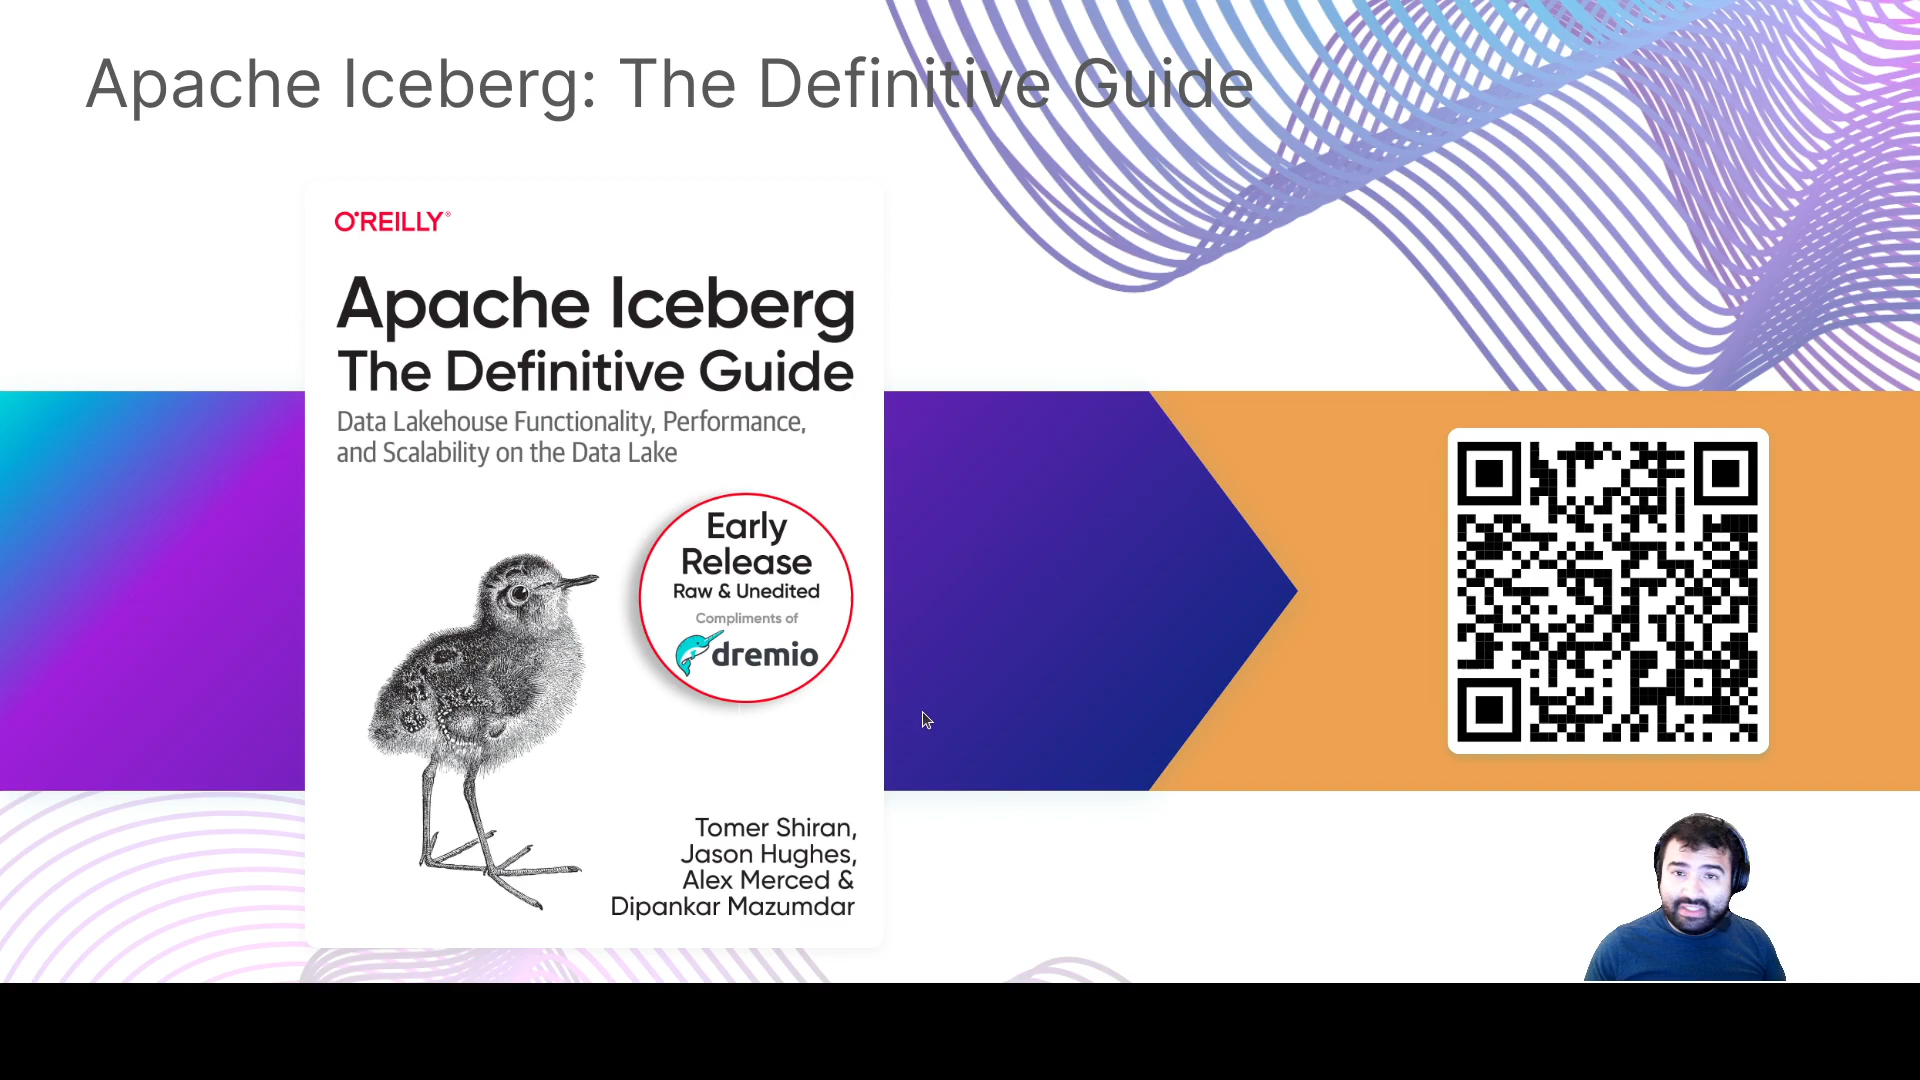 Apache Iceberg: The Definitive Guide
O'REILLY®
Apache Iceberg
The Definitive Guide
Data Lakehouse Functionality, Performance,
and Scalability on the Data Lake
Early
Release
Raw & Unedited
Compliments of
dremio
Tomer Shiran,
Jason Hughes,
Alex Merced &
Dipankar Mazumdar